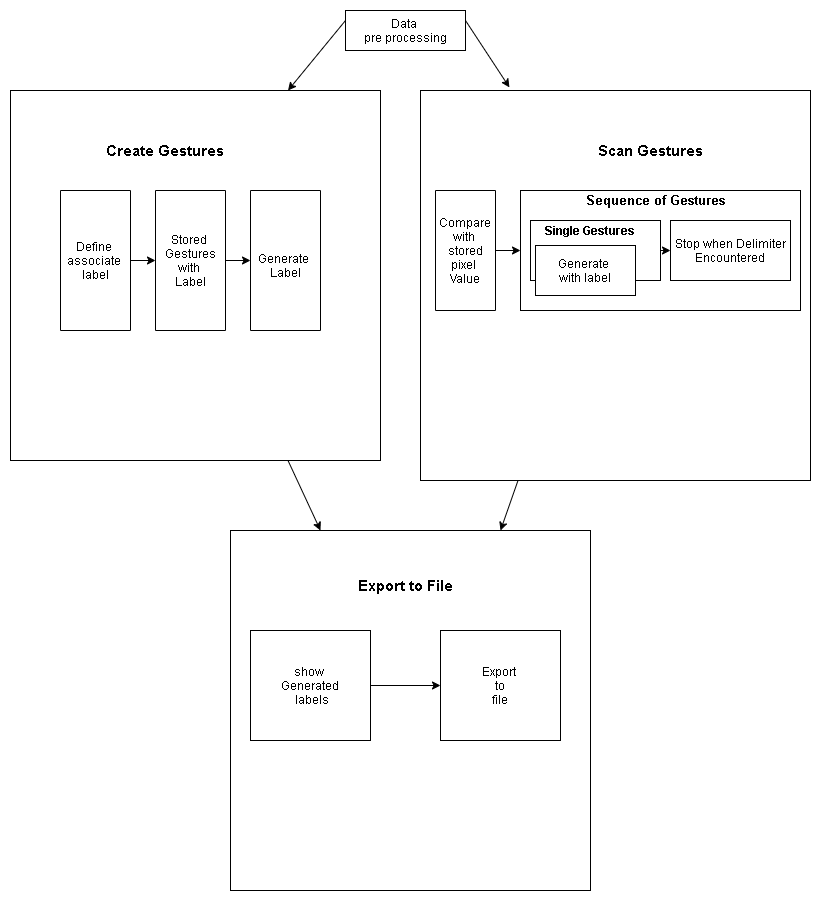 Data
pre processing
Create Gestures
Define
associate
label
Stored
Gestures
with
Label
Generate
Label
Scan Gestures
Compare
with
stored
pixel
Value
Sequence of Gestures
Single Gestures
Generate
with label
Stop when Delimiter
Encountered
Export to File
show
Generated
labels
Export
to
file